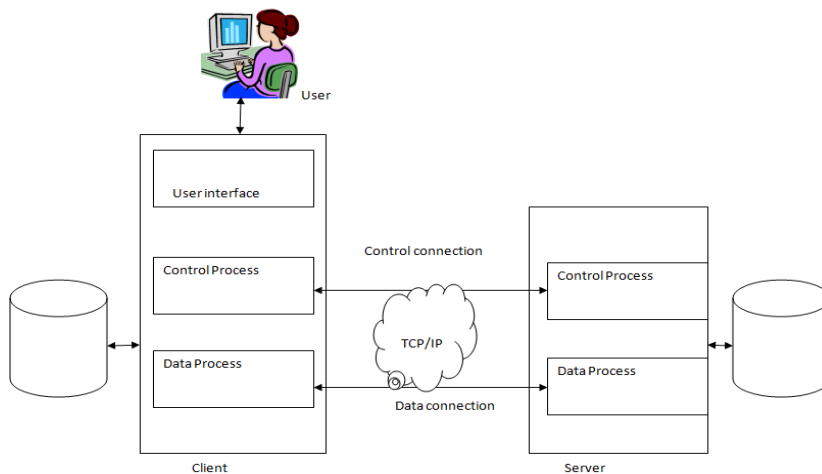 User
User interface
Control connection
Control Process
Control Process
TCP/IP
Data Process
Data Process
Data connection
Client
Server